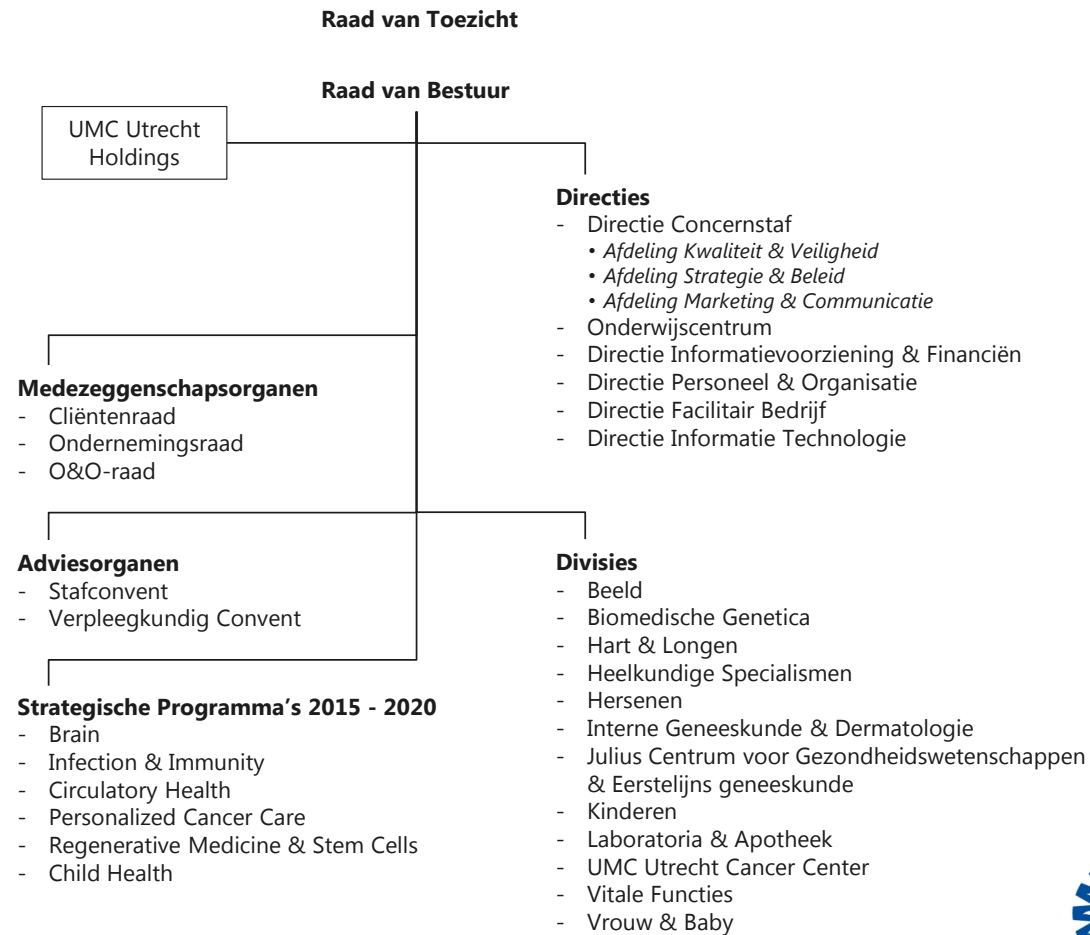 Raad van Toezicht
Raad van Bestuur
UMC Utrecht
Holdings
Directies
- Directie Concernstaf
• Afdeling Kwaliteit & Veiligheid
• Afdeling Strategie & Beleid
• Afdeling Marketing & Communicatie
- Onderwijscentrum
- Directie Informatievoorziening & Financiën
- Directie Personeel & Organisatie
- Directie Facilitair Bedrijf
- Directie Informatie Technologie
Medezeggenschapsorganen
- Cliëntenraad
- Ondernemingsraad
- O&O-raad
Adviesorganen
- Stafconvent
- Verpleegkundig Convent
Strategische Programma’s 2015 - 2020
- Brain
- Infection & Immunity
- Circulatory Health
- Personalized Cancer Care
- Regenerative Medicine & Stem Cells
- Child Health
Divisies
- Beeld
- Biomedische Genetica
- Hart & Longen
- Heelkundige Specialismen
- Hersenen
- Interne Geneeskunde & Dermatologie
- Julius Centrum voor Gezondheidswetenschappen
& Eerstelijns geneeskunde
- Kinderen
- Laboratoria & Apotheek
- UMC Utrecht Cancer Center
- Vitale Functies
- Vrouw & Baby